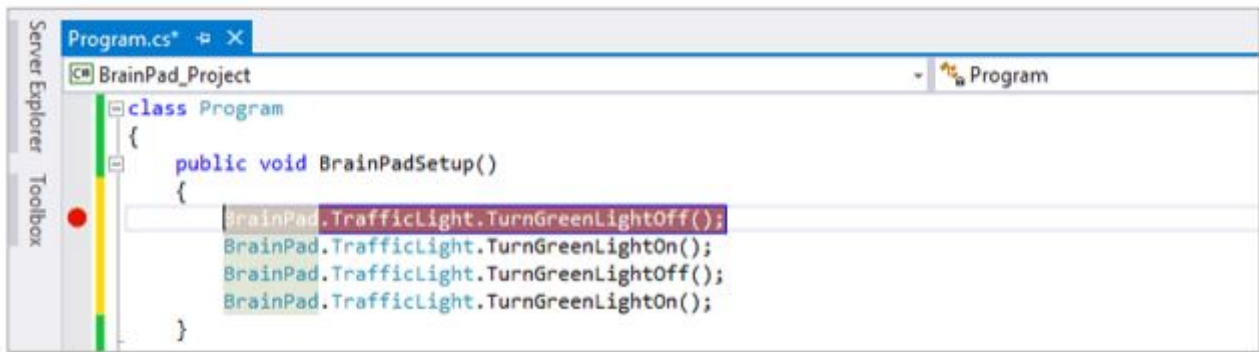 Server Explorer
Toolbox
Program.cs*
C# BrainPad_Project
Program
class Program
{
public void BrainPadSetup()
{
BrainPad.TrafficLight.TurnGreenLightOff();
BrainPad.TrafficLight.TurnGreenLightOn();
BrainPad.TrafficLight.TurnGreenLightOff();
BrainPad.TrafficLight.TurnGreenLightOn();
}